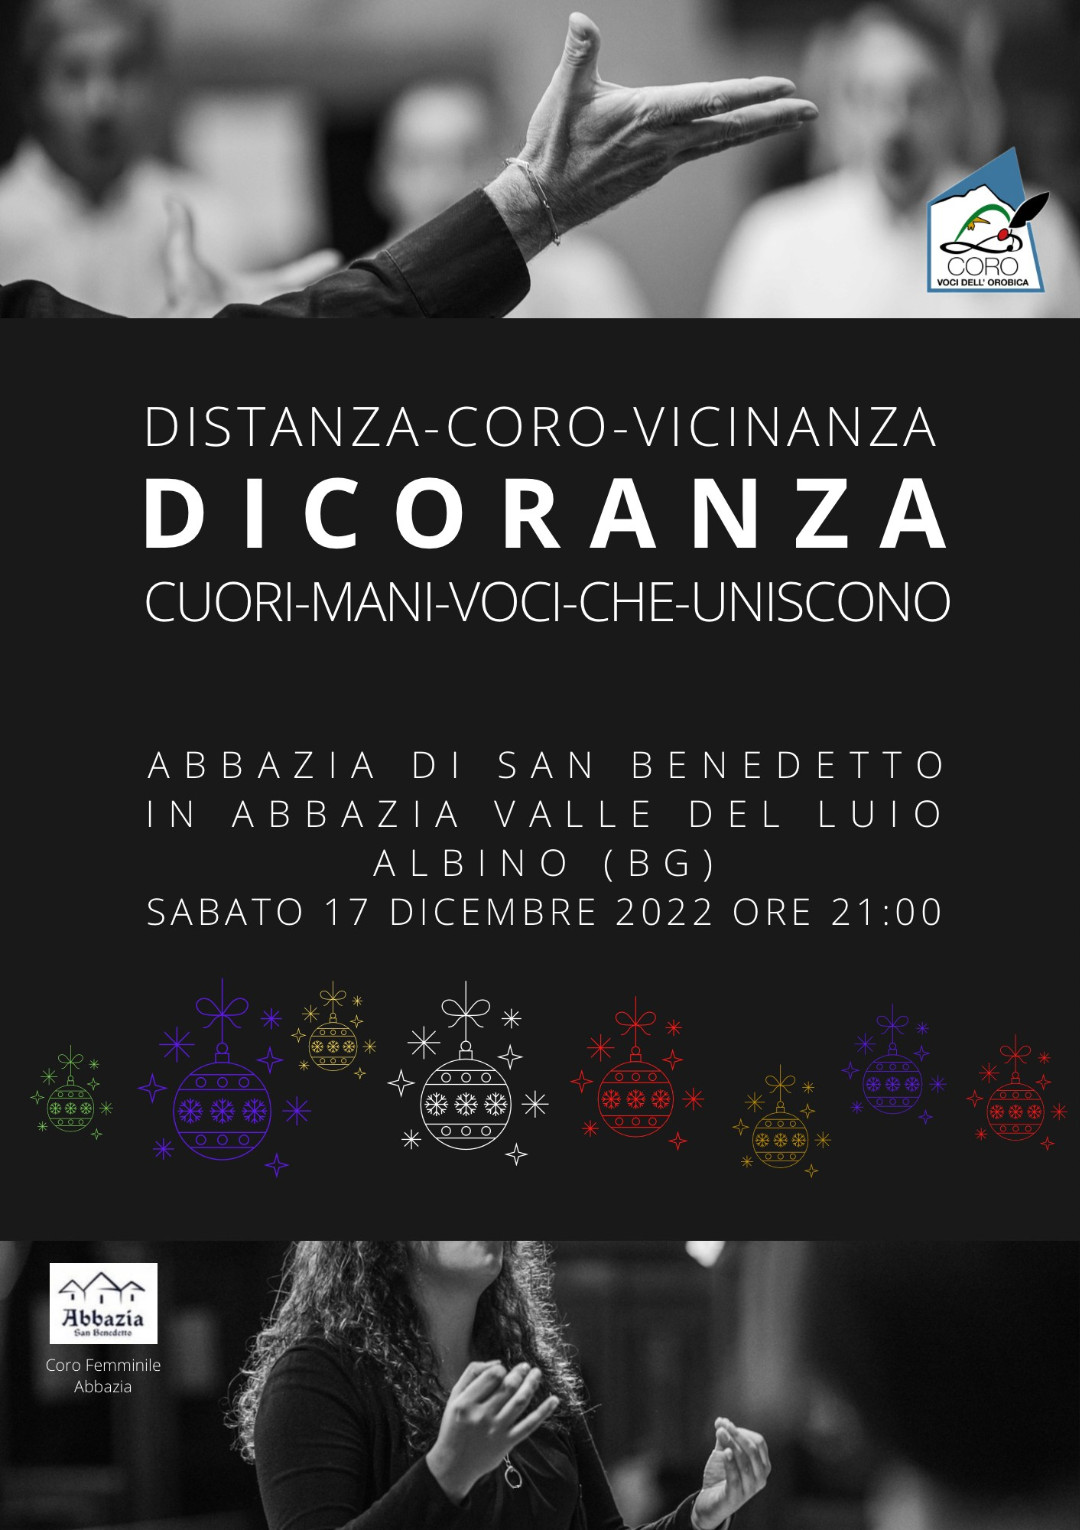 CORO
VOCI DELL' OROBICA
DISTANZA-CORO-VICINANZA
DICORANZA
CUORI-MANI-VOCI-CHE-UNISCONO
ABBAZIA DI SAN BENEDETTO
IN ABBAZIA VALLE DEL LUIO
ALBINO (BG)
SABATO 17 DICEMBRE 2022 ORE 21:00
Abbazia
San Benedetto
Coro Femminile
Abbazia